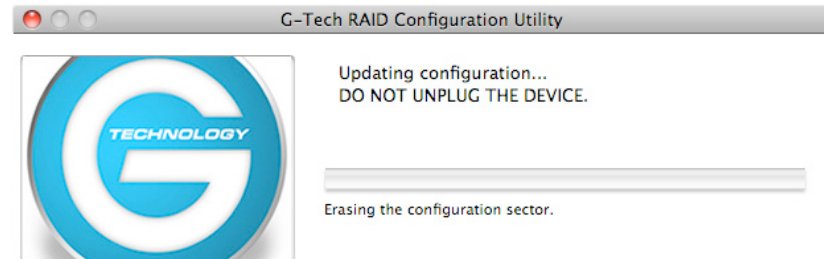 G-Tech RAID Configuration Utility
Updating configuration...
DO NOT UNPLUG THE DEVICE.
TECHNOLOGY
Erasing the configuration sector.